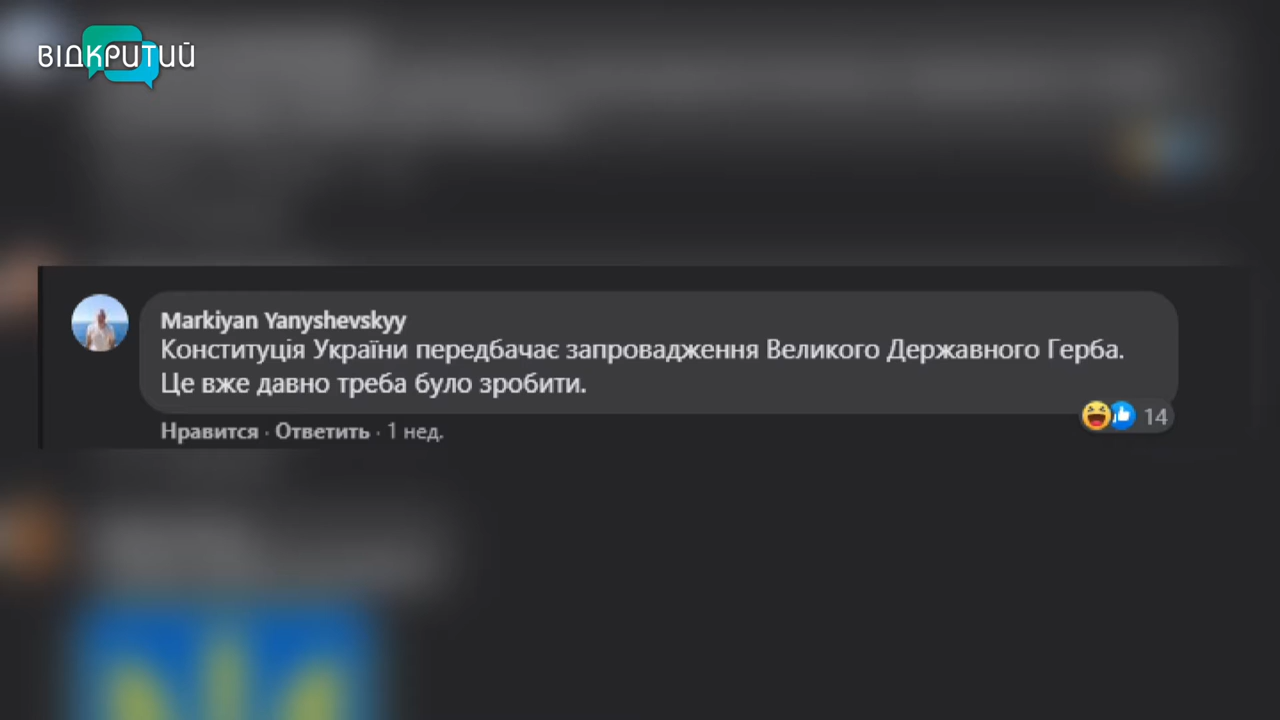 ВІДКРИТИЙ
Markiyan Yanyshevskyy
Конституція України передбачає запровадження Великого Державного Герба.
Це вже давно треба було зробити.
Нравится · Ответить · 1 нед.
14